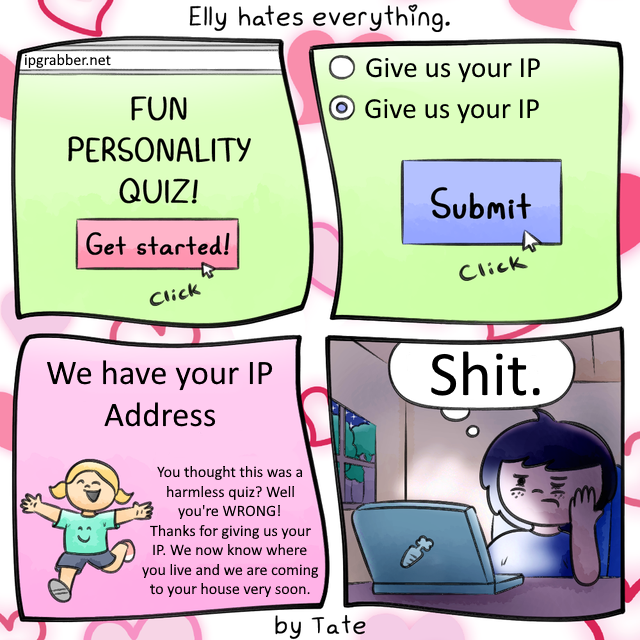 Elly hates everything.
ipgrabber.net
FUN
PERSONALITY
QUIZ!
Get started!
Click
Give us your IP
Give us your IP
Submit
Click
We have your IP
Address
You thought this was a
harmless quiz? Well
you're WRONG!
Thanks for giving us your
IP. We now know where
you live and we are coming
to your house very soon.
Shit.
by Tate